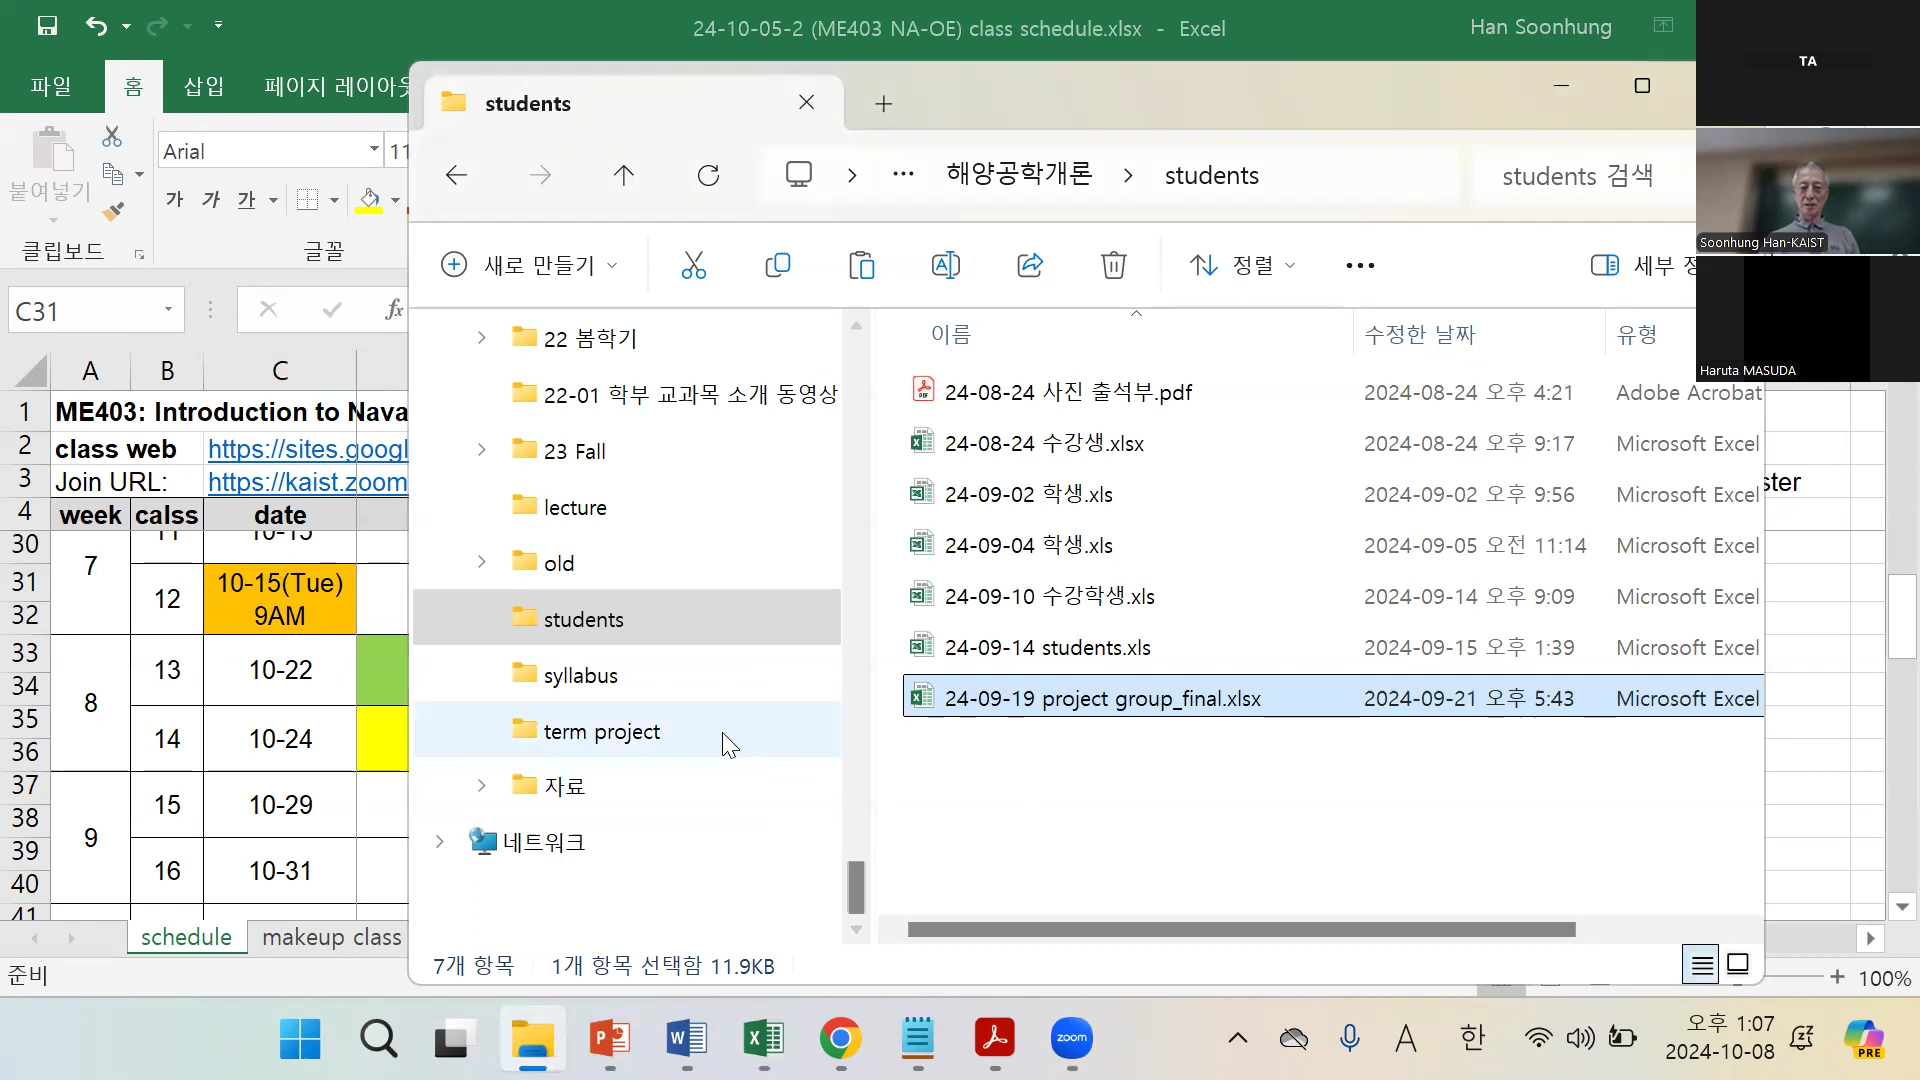 24-10-05-2 (ME403 NA-OE) class schedule.xlsx - Excel
Han Soonhung
파일
홈
삽입
페이지 레이아웃
붙여넣기
클립보드
Arial
11
가
가
가
글꼴
C31
fx
A
B
C
1
ME403: Introduction to Nava
2
class web
https://sites.googl
3
Join URL:
https://kaist.zoom
ster
4
week
calss
date
30
31
32
33
34
35
36
37
38
39
40
41
7
11
10-15
12
10-15(Tue)
9AM
8
13
10-22
14
10-24
9
15
10-29
16
10-31
schedule
makeup class
준비
100%
students
해양공학개론
students
students 검색
새로 만들기
정렬
세부 정
22 봄학기
22-01 학부 교과목 소개 동영상
23 Fall
lecture
old
students
syllabus
term project
자료
네트워크
이름
수정한 날짜
유형
24-08-24 사진 출석부.pdf
2024-08-24 오후 4:21
Adobe Acrobat
24-08-24 수강생.xlsx
2024-08-24 오후 9:17
Microsoft Excel
24-09-02 학생.xls
2024-09-02 오후 9:56
Microsoft Excel
24-09-04 학생.xls
2024-09-05 오전 11:14
Microsoft Excel
24-09-10 수강학생.xls
2024-09-14 오후 9:09
Microsoft Excel
24-09-14 students.xls
2024-09-15 오후 1:39
Microsoft Excel
24-09-19 project group_final.xlsx
2024-09-21 오후 5:43
Microsoft Excel
7개 항목
1개 항목 선택함 11.9KB
TA
Soonhung Han-KAIST
Haruta MASUDA
zoom
A
한
오후 1:07
2024-10-08
PRE